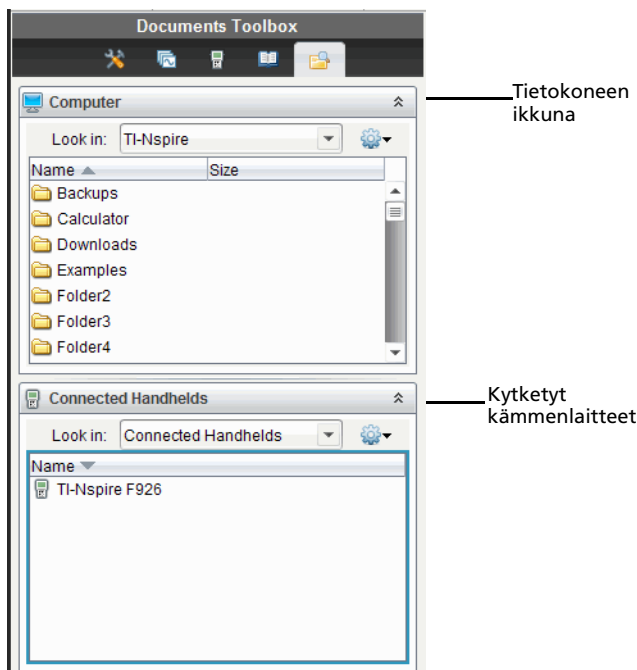 Documents Toolbox
Computer
Look in: TI-Nspire
Name Size
Backups
Calculator
Downloads
Examples
Folder2
Folder3
Folder4
Tietokoneen
ikkuna
Connected Handhelds
Look in: Connected Handhelds
Name
TI-Nspire F926
Kytketyt
kämmenlaitteet